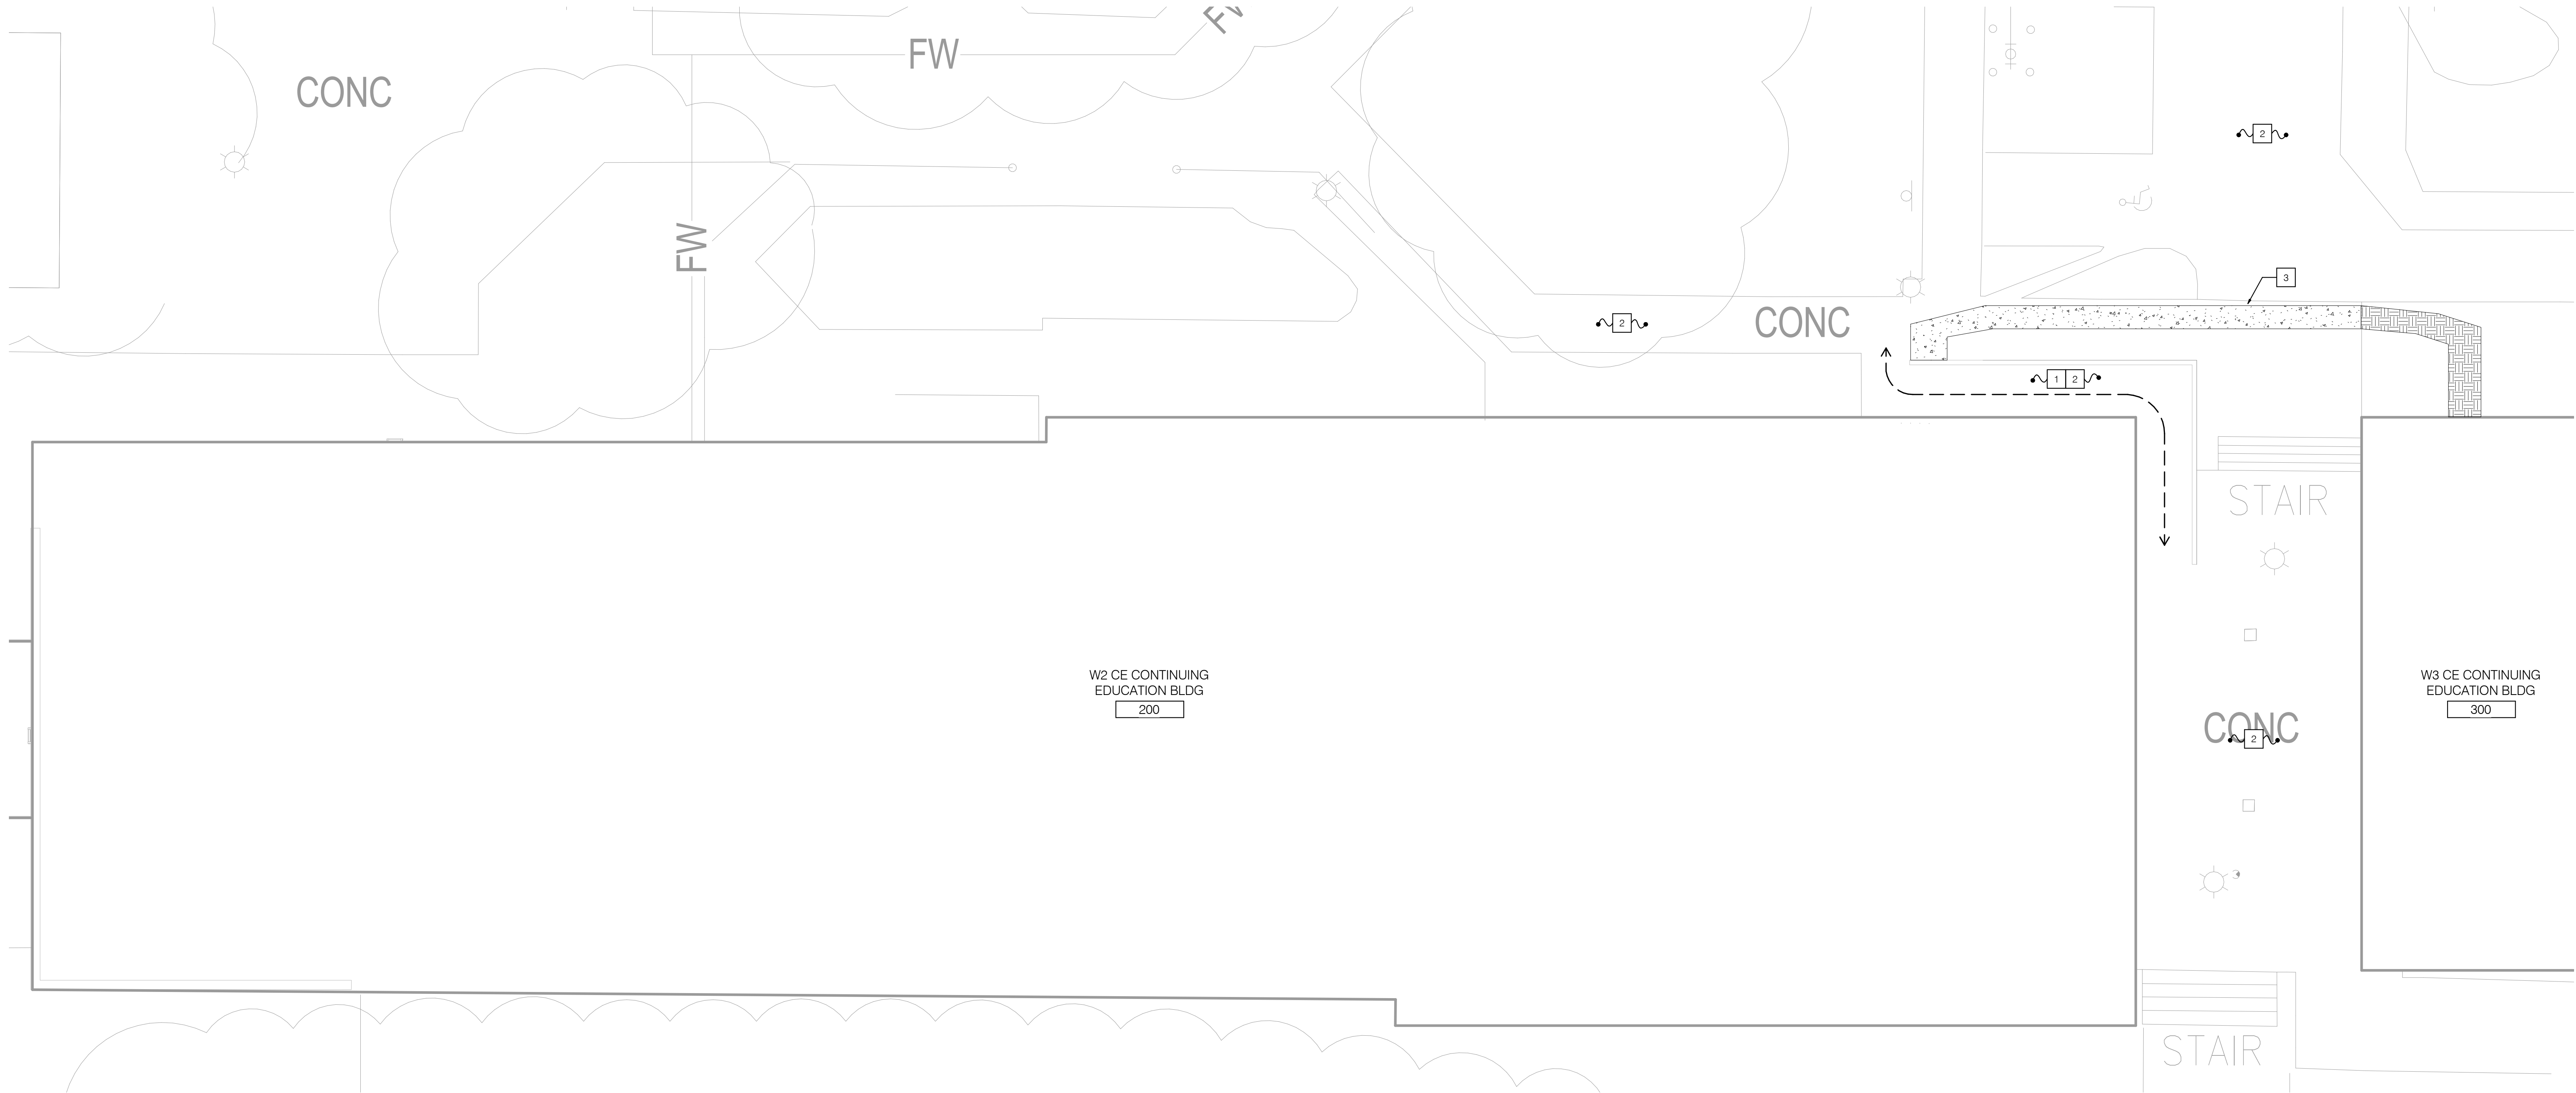 FW
FW
CONC
2
FW
3
2
CONC
1 2
STAIR
W2 CE CONTINUING
EDUCATION BLDG
200
W3 CE CONTINUING
EDUCATION BLDG
300
CONC
2
STAIR